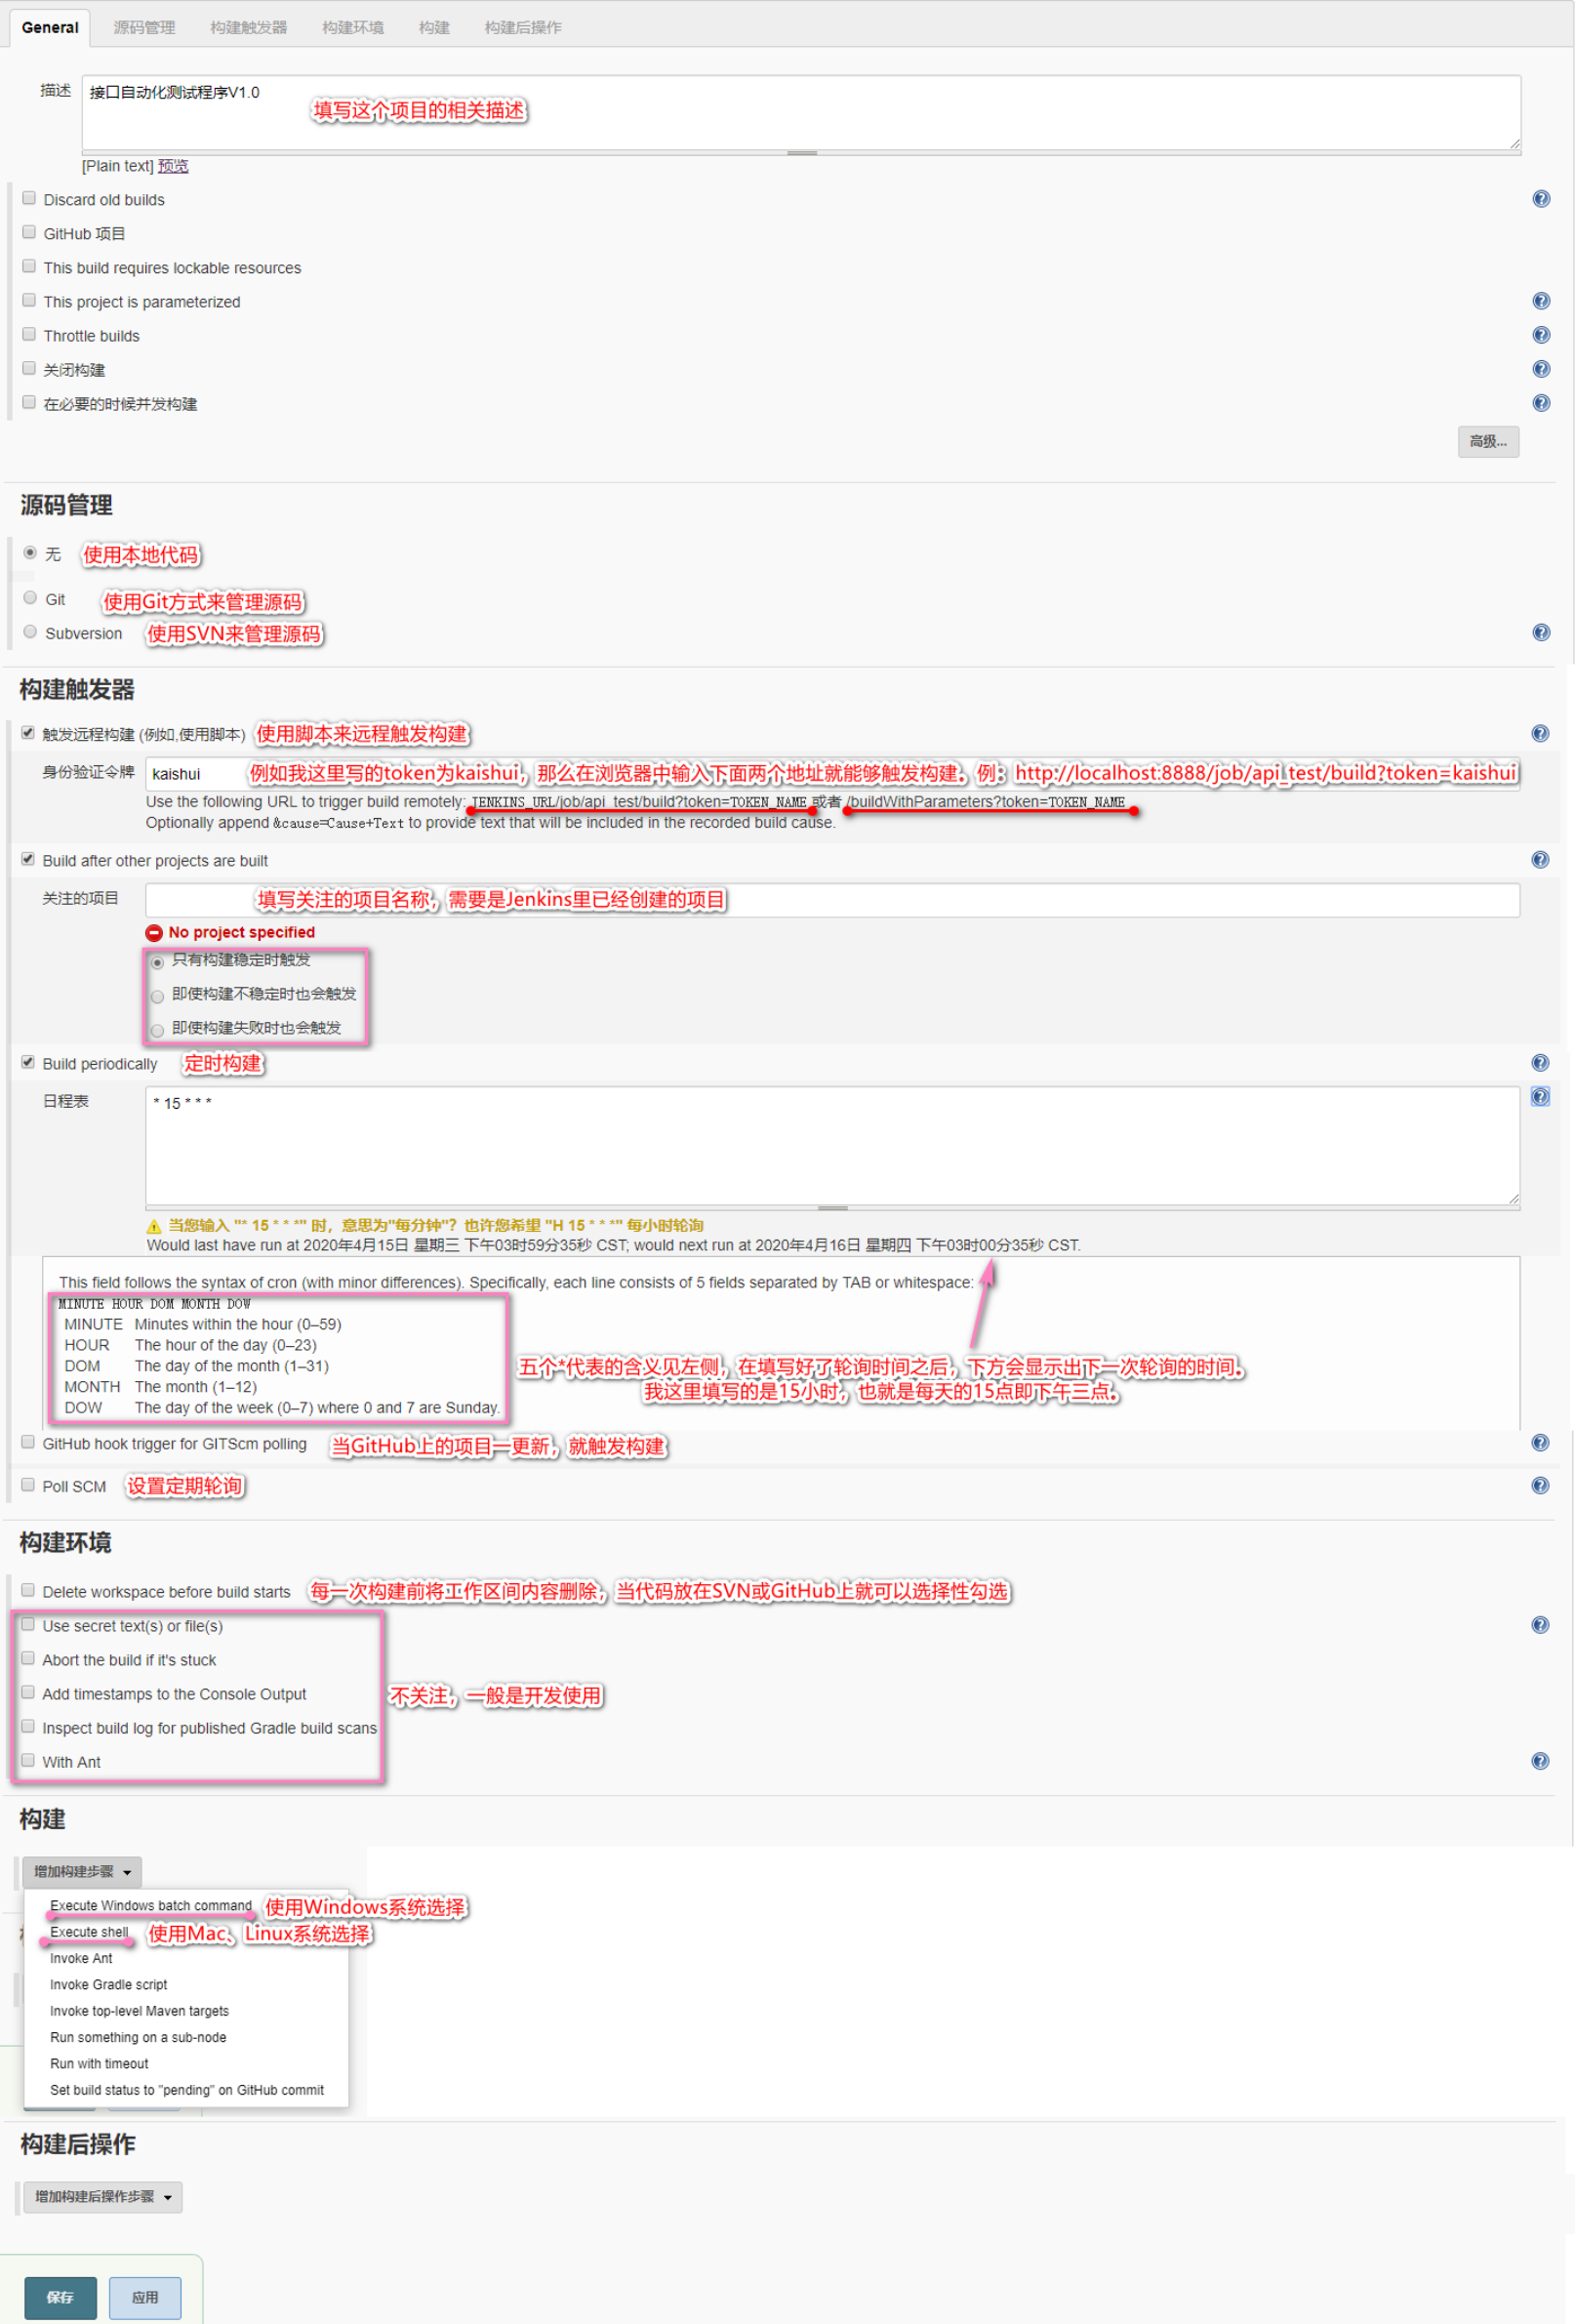 General 源码管理 构建触发器 构建环境 构建 构建后操作
描述 接口自动化测试程序V1.0
填写这个项目的相关描述
[Plain text] 预览
Discard old builds
GitHub 项目
This build requires lockable resources
This project is parameterized
Throttle builds
关闭构建
在必要的时候并发构建
高级...
源码管理
无 使用本地代码
Git 使用Git方式来管理源码
Subversion 使用SVN来管理源码
构建触发器
触发远程构建 (例如,使用脚本) 使用脚本来远程触发构建
身份验证令牌 kaishui 例如我这里写的token为kaishui，那么在浏览器中输入下面两个地址就能够触发构建。例：http://localhost:8888/job/api_test/build?token=kaishui
Use the following URL to trigger build remotely: JENKINS_URL/job/api_test/build?token=TOKEN_NAME 或者 /buildWithParameters?token=TOKEN_NAME
Optionally append &cause=Cause+Text to provide text that will be included in the recorded build cause.
Build after other projects are built
关注的项目 填写关注的项目名称，需要是Jenkins里已经创建的项目
No project specified
只有构建稳定时触发
即使构建不稳定时也会触发
即使构建失败时也会触发
Build periodically 定时构建
日程表 * 15 * * *
当您输入 "* 15 * * *" 时，意思为"每分钟"？也许您希望 "H 15 * * *" 每小时轮询
Would last have run at 2020年4月15日 星期三 下午03时59分35秒 CST; would next run at 2020年4月16日 星期四 下午03时00分35秒 CST.
This field follows the syntax of cron (with minor differences). Specifically, each line consists of 5 fields separated by TAB or whitespace:
MINUTE HOUR DOM MONTH DOW
MINUTE Minutes within the hour (0–59)
HOUR The hour of the day (0–23)
DOM The day of the month (1–31)
MONTH The month (1–12)
DOW The day of the week (0–7) where 0 and 7 are Sunday.
五个*代表的含义见左侧，在填写好了轮询时间之后，下方会显示出下一次轮询的时间。
我这里填写的是15小时，也就是每天的15点即下午三点。
GitHub hook trigger for GITScm polling 当GitHub上的项目一更新，就触发构建
Poll SCM 设置定期轮询
构建环境
Delete workspace before build starts 每一次构建前将工作区间内容删除，当代码放在SVN或GitHub上就可以选择性勾选
Use secret text(s) or file(s)
Abort the build if it's stuck
Add timestamps to the Console Output 不关注，一般是开发使用
Inspect build log for published Gradle build scans
With Ant
构建
增加构建步骤
Execute Windows batch command 使用Windows系统选择
Execute shell 使用Mac、Linux系统选择
Invoke Ant
Invoke Gradle script
Invoke top-level Maven targets
Run something on a sub-node
Run with timeout
Set build status to "pending" on GitHub commit
构建后操作
增加构建后操作步骤
保存 应用